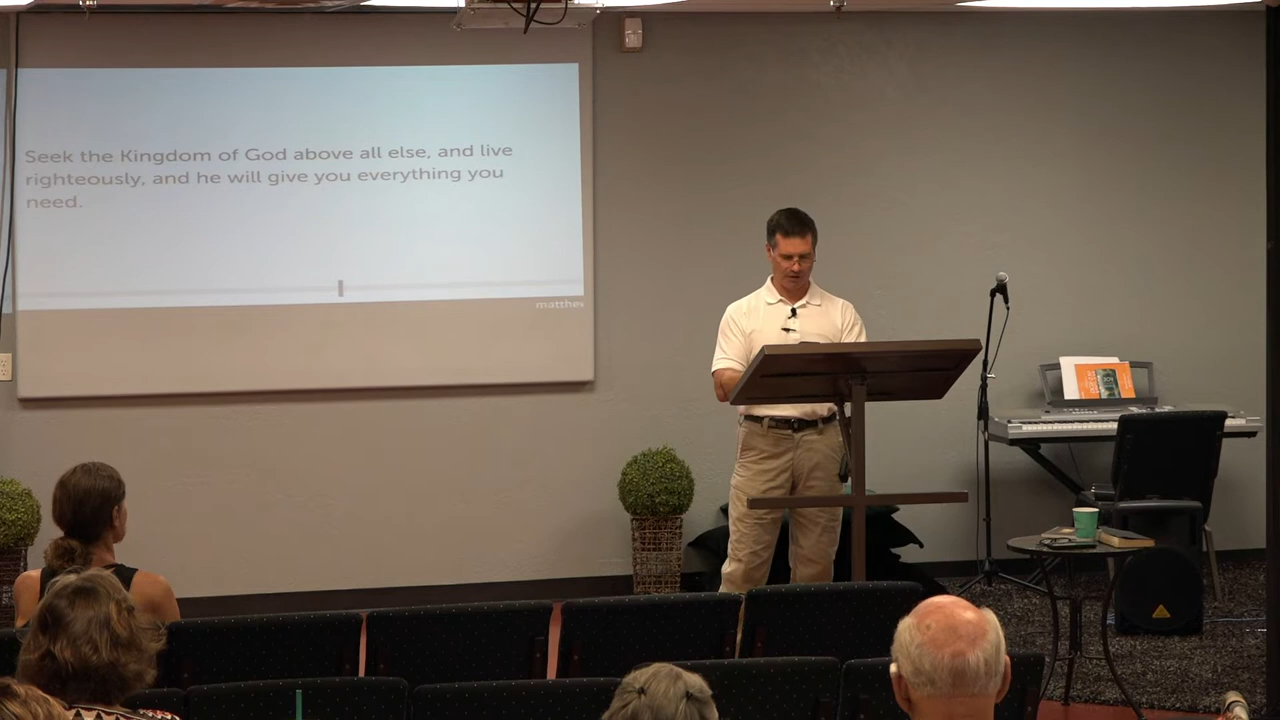 Seek the Kingdom of God above all else, and live
righteously, and he will give you everything you
need.
matthew